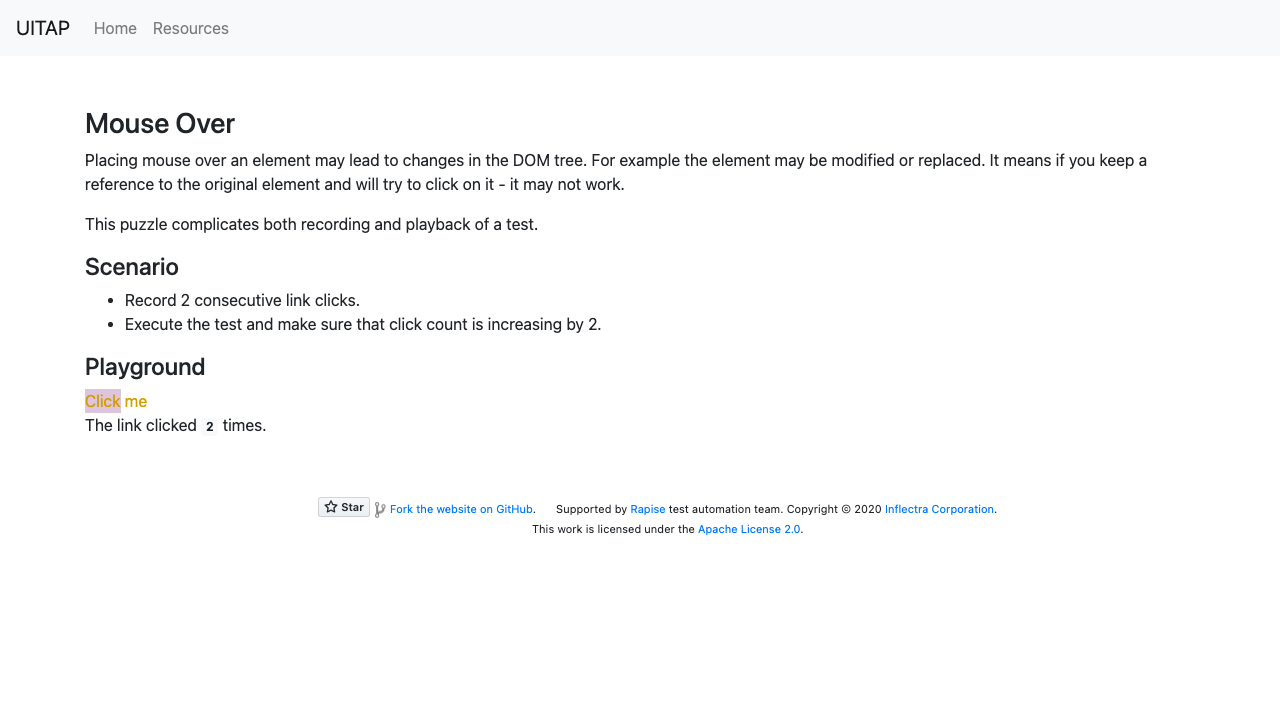 UITAP Home Resources
Mouse Over
Placing mouse over an element may lead to changes in the DOM tree. For example the element may be modified or replaced. It means if you keep a
reference to the original element and will try to click on it - it may not work.
This puzzle complicates both recording and playback of a test.
Scenario
• Record 2 consecutive link clicks.
• Execute the test and make sure that click count is increasing by 2.
Playground
Click me
The link clicked 2 times.
Star Fork the website on GitHub. Supported by Rapise test automation team. Copyright © 2020 Inflectra Corporation.
This work is licensed under the Apache License 2.0.